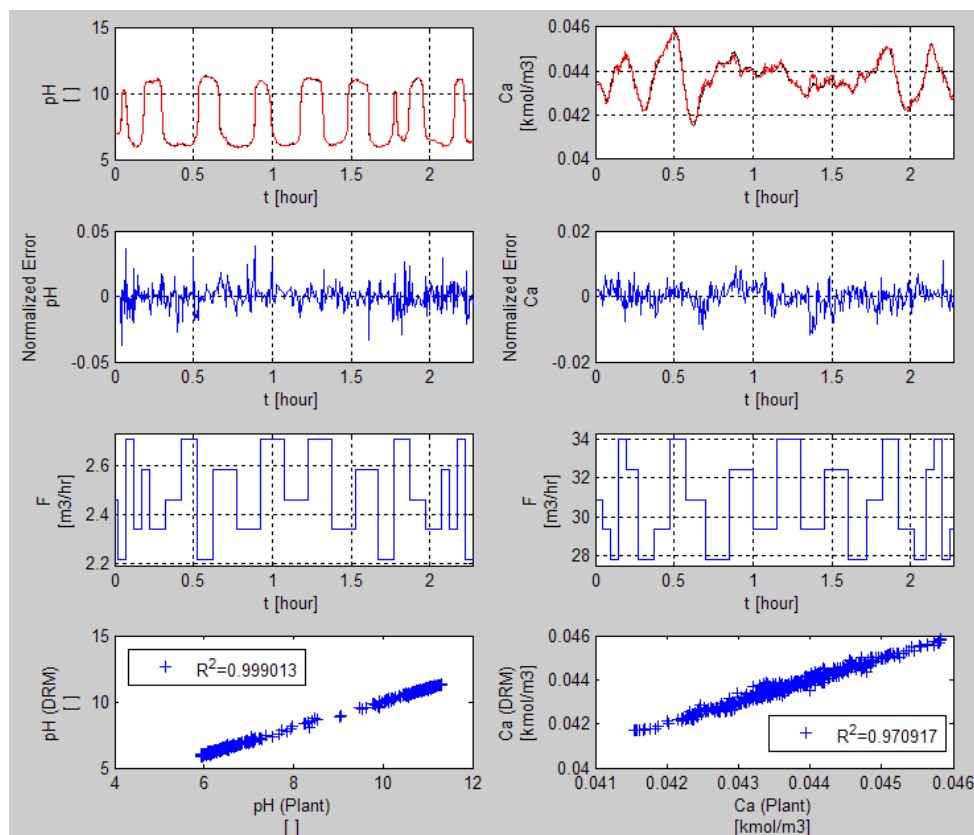 15
10
5
pH
[ ]
0 0.5 1 1.5 2
t [hour]
0.046
0.044
0.042
0.04
Ca
[kmol/m3]
0 0.5 1 1.5 2
t [hour]
0.05
0
-0.05
Normalized Error
pH
0 0.5 1 1.5 2
t [hour]
0.02
0
-0.02
Normalized Error
Ca
0 0.5 1 1.5 2
t [hour]
2.6
2.4
2.2
F
[m3/hr]
0 0.5 1 1.5 2
t [hour]
34
32
30
28
F
[m3/hr]
0 0.5 1 1.5 2
t [hour]
15
10
5
pH (DRM)
[ ]
R2=0.999013
4 6 8 10 12
pH (Plant)
[ ]
0.046
0.044
0.042
0.04
Ca (DRM)
[kmol/m3]
R2=0.970917
0.041 0.042 0.043 0.044 0.045 0.046
Ca (Plant)
[kmol/m3]